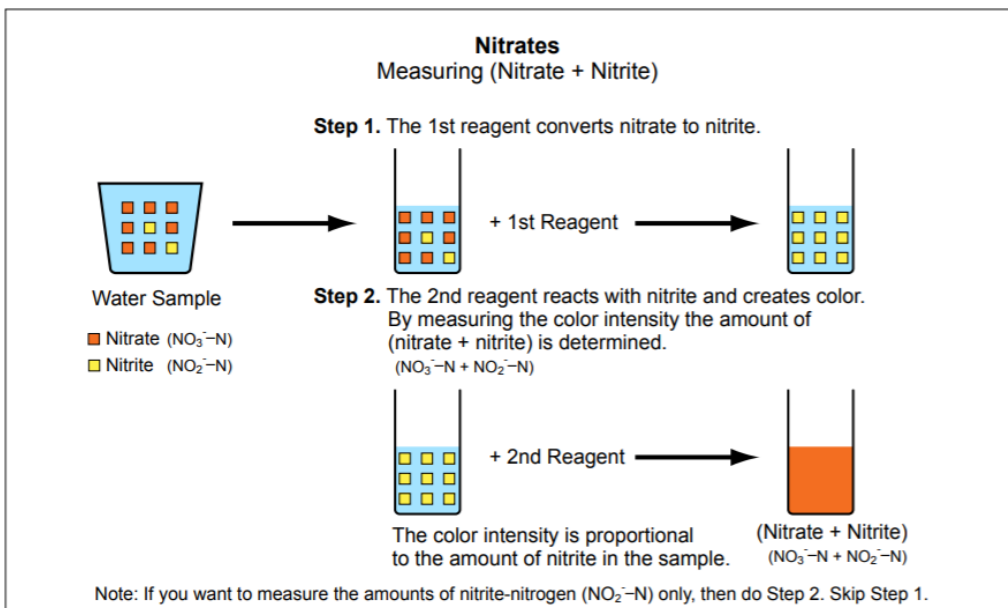 Nitrates
Measuring (Nitrate + Nitrite)
Step 1. The 1st reagent converts nitrate to nitrite.
+ 1st Reagent
Water Sample
Nitrate (NO₃⁻–N)
Nitrite (NO₂⁻–N)
Step 2. The 2nd reagent reacts with nitrite and creates color.
By measuring the color intensity the amount of
(nitrate + nitrite) is determined.
(NO₃⁻–N + NO₂⁻–N)
+ 2nd Reagent
The color intensity is proportional
to the amount of nitrite in the sample.
(Nitrate + Nitrite)
(NO₃⁻–N + NO₂⁻–N)
Note: If you want to measure the amounts of nitrite-nitrogen (NO₂⁻–N) only, then do Step 2. Skip Step 1.